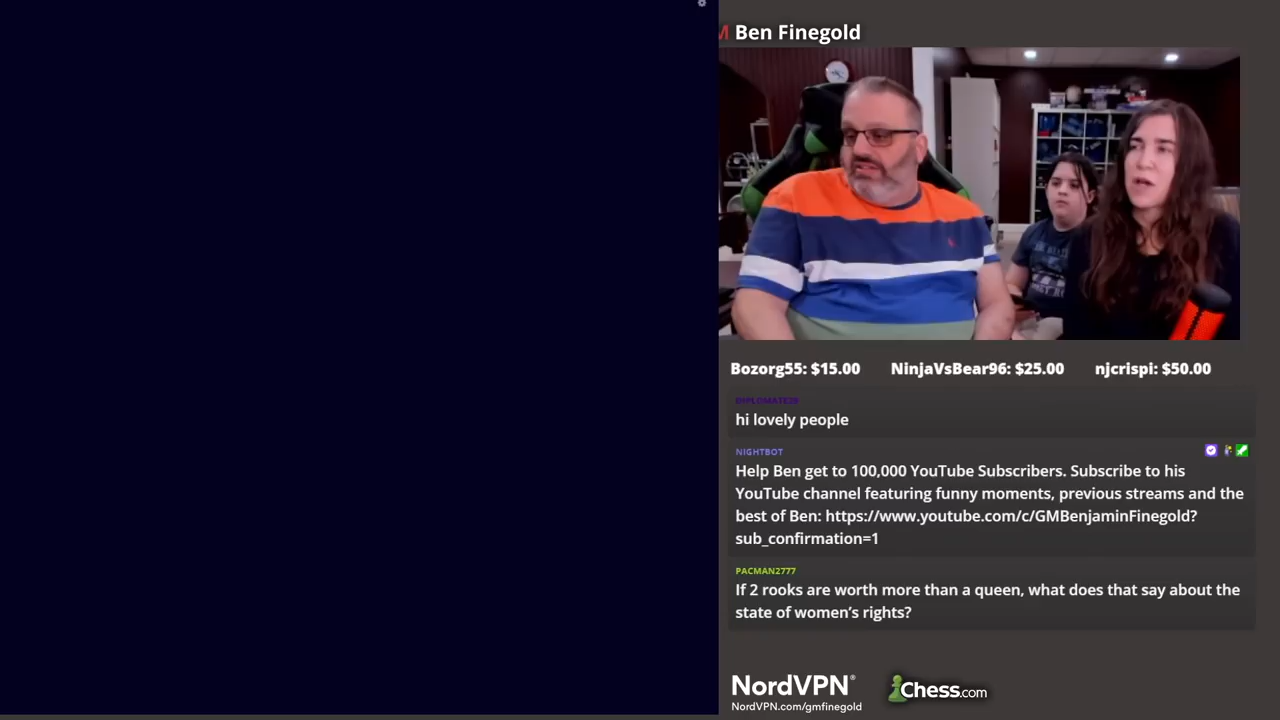 M Ben Finegold
Bozorg55: $15.00 NinjaVsBear96: $25.00 njcrispi: $50.00
hi lovely people
NIGHTBOT
Help Ben get to 100,000 YouTube Subscribers. Subscribe to his
YouTube channel featuring funny moments, previous streams and the
best of Ben: https://www.youtube.com/c/GMBenjaminFinegold?
sub_confirmation=1
PACMAN2777
If 2 rooks are worth more than a queen, what does that say about the
state of women's rights?
NordVPN®
NordVPN.com/gmfinegold
Chess.com